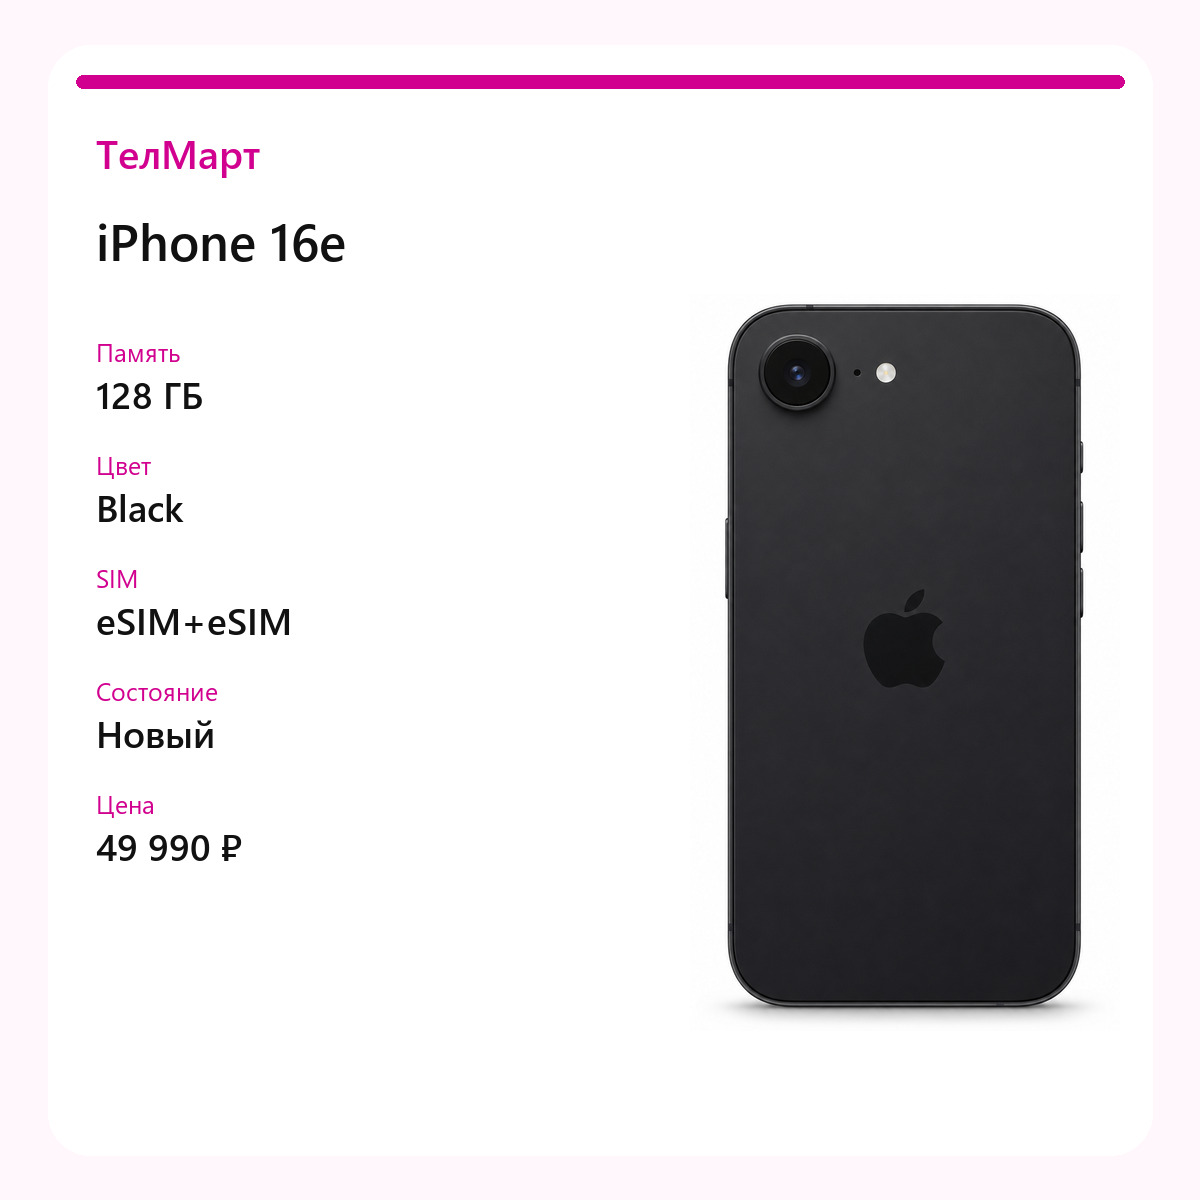 ТелМарт
iPhone 16e
Память
128 ГБ
Цвет
Black
SIM
eSIM+eSIM
Состояние
Новый
Цена
49 990 ₽